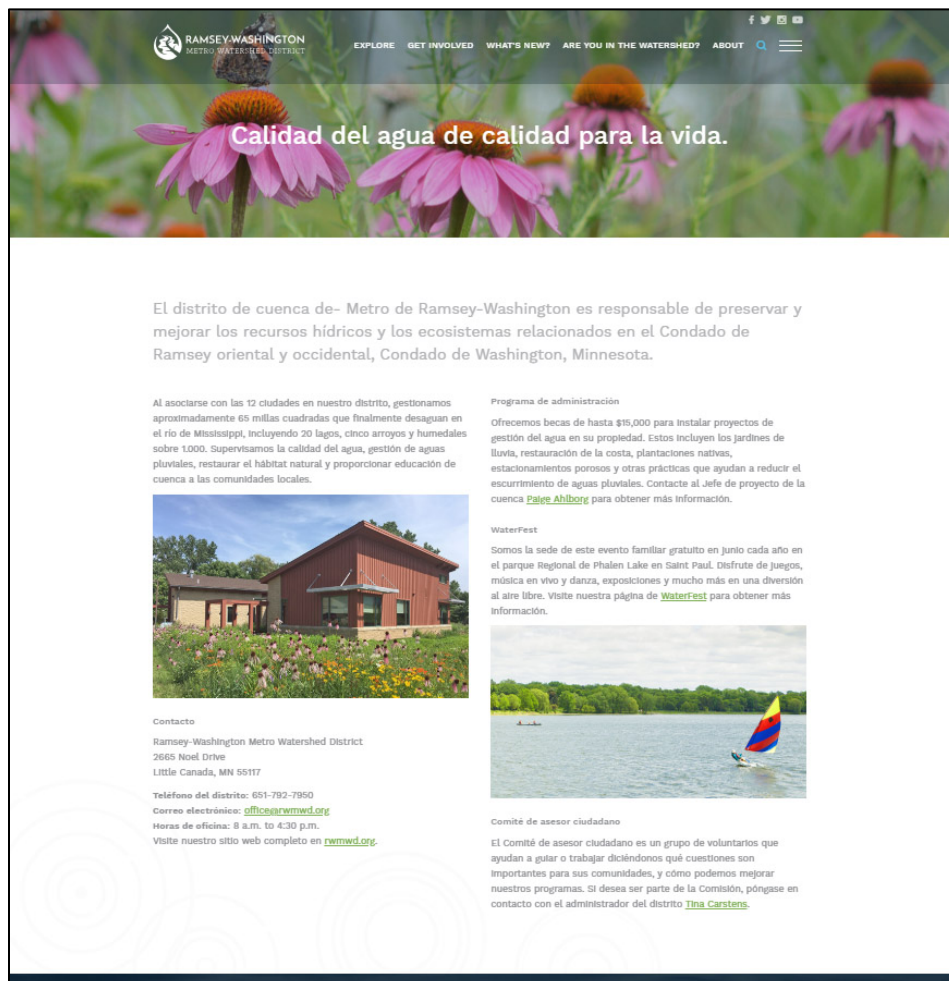 RAMSEY-WASHINGTON
METRO WATERSHED DISTRICT
EXPLORE GET INVOLVED WHAT'S NEW? ARE YOU IN THE WATERSHED? ABOUT
Calidad del agua de calidad para la vida.
El distrito de cuenca de- Metro de Ramsey-Washington es responsable de preservar y
mejorar los recursos hídricos y los ecosistemas relacionados en el Condado de
Ramsey oriental y occidental, Condado de Washington, Minnesota.
Al asociarse con las 12 ciudades en nuestro distrito, gestionamos
aproximadamente 65 millas cuadradas que finalmente desaguan en
el río de Mississippi, incluyendo 20 lagos, cinco arroyos y humedales
sobre 1.000. Supervisamos la calidad del agua, gestión de aguas
pluviales, restaurar el hábitat natural y proporcionar educación de
cuenca a las comunidades locales.
Contacto
Ramsey-Washington Metro Watershed District
2665 Noel Drive
Little Canada, MN 55117
Teléfono del distrito: 651-792-7950
Correo electrónico: office@rwmwd.org
Horas de oficina: 8 a.m. to 4:30 p.m.
Visite nuestro sitio web completo en rwmwd.org.
Programa de administración
Ofrecemos becas de hasta $15,000 para instalar proyectos de
gestión del agua en su propiedad. Estos incluyen los jardines de
lluvia, restauración de la costa, plantaciones nativas,
estacionamientos porosos y otras prácticas que ayudan a reducir el
escurrimiento de aguas pluviales. Contacte al Jefe de proyecto de la
cuenca Paige Ahlborg para obtener más información.
WaterFest
Somos la sede de este evento familiar gratuito en junio cada año en
el parque Regional de Phalen Lake en Saint Paul. Disfrute de juegos,
música en vivo y danza, exposiciones y mucho más en una diversión
al aire libre. Visite nuestra página de WaterFest para obtener más
información.
Comité de asesor ciudadano
El Comité de asesor ciudadano es un grupo de voluntarios que
ayudan a guiar o trabajar diciéndonos qué cuestiones son
importantes para sus comunidades, y cómo podemos mejorar
nuestros programas. Si desea ser parte de la Comisión, póngase en
contacto con el administrador del distrito Tina Carstens.